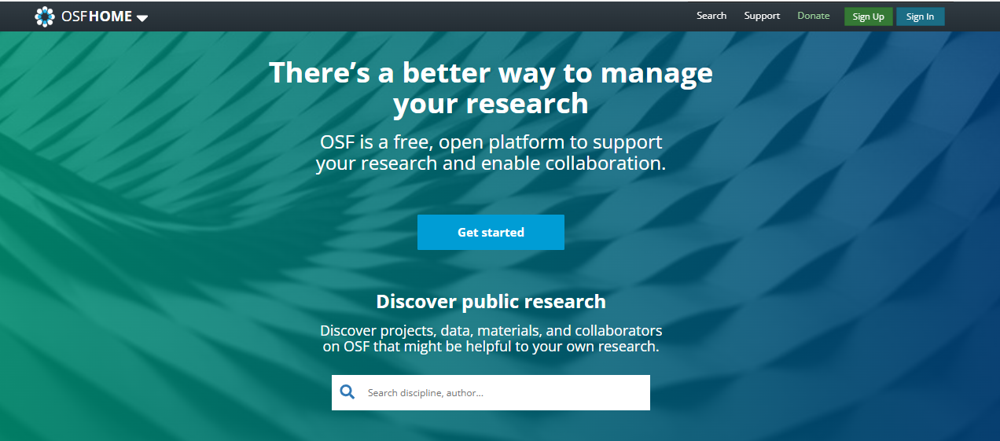 OSFHOME
Search Support Donate Sign Up Sign In
There's a better way to manage
your research
OSF is a free, open platform to support
your research and enable collaboration.
Get started
Discover public research
Discover projects, data, materials, and collaborators
on OSF that might be helpful to your own research.
Search discipline, author...